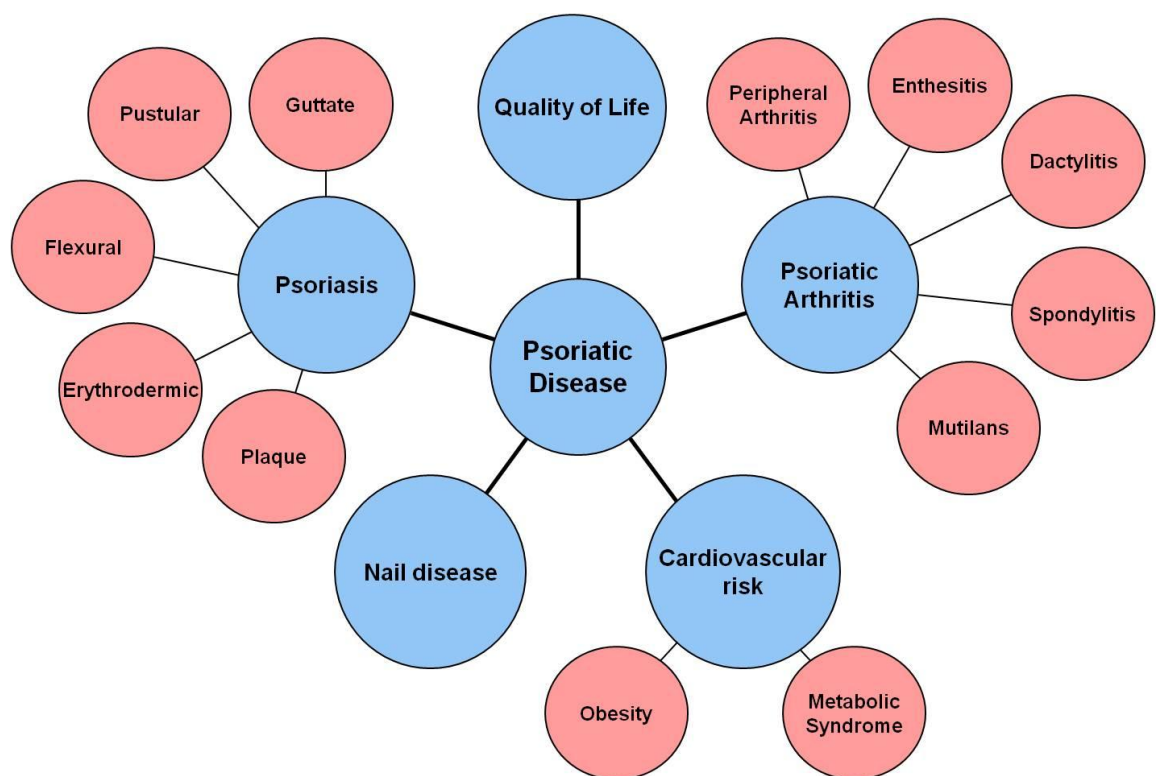 Quality of Life
Guttate
Pustular
Flexural
Erythrodermic
Plaque
Psoriasis
Psoriatic
Disease
Peripheral
Arthritis
Enthesitis
Dactylitis
Spondylitis
Mutilans
Psoriatic
Arthritis
Nail disease
Cardiovascular
risk
Obesity
Metabolic
Syndrome